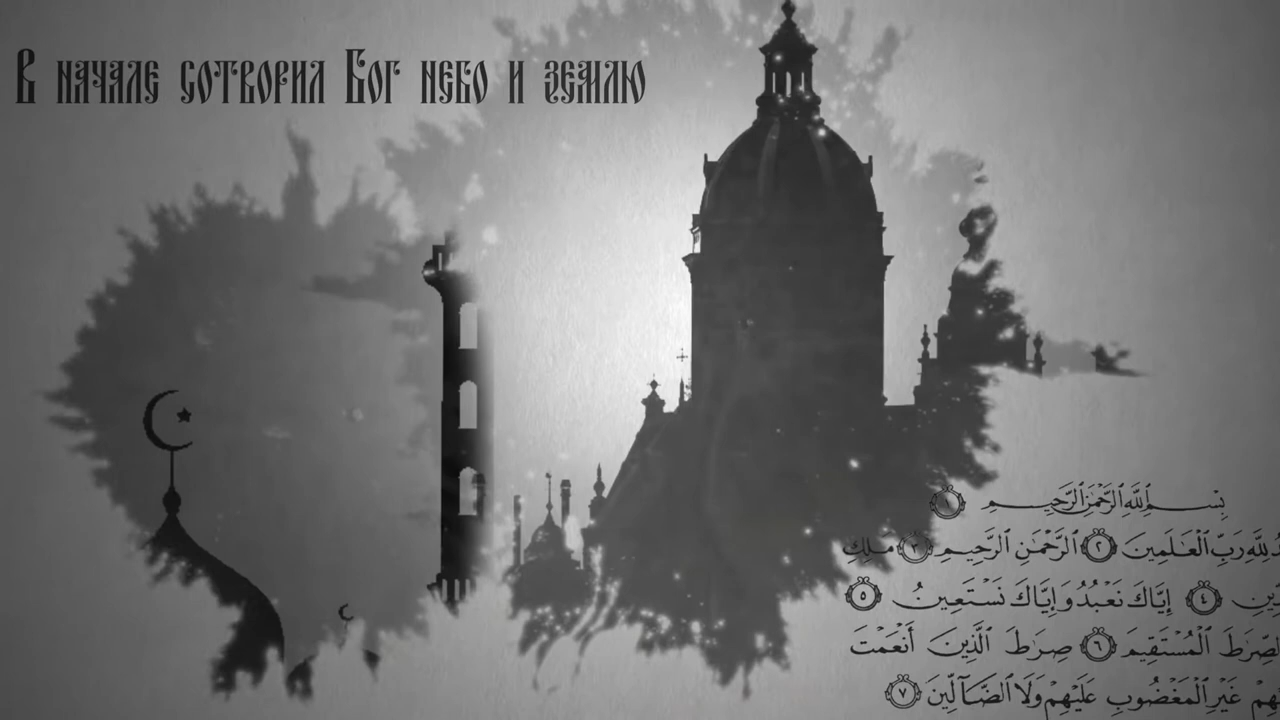 В начале сотворил Бог небо и землю
بِسْمِ ٱللَّهِ ٱلرَّحْمَٰنِ ٱلرَّحِيمِ ١
لِلَّهِ رَبِّ ٱلْعَٰلَمِينَ ٢ ٱلرَّحْمَٰنِ ٱلرَّحِيمِ ٣ مَٰلِكِ
إِيَّاكَ نَعْبُدُ وَإِيَّاكَ نَسْتَعِينُ ٥ ٤
ٱلصِّرَٰطَ ٱلْمُسْتَقِيمَ ٦ صِرَٰطَ ٱلَّذِينَ أَنْعَمْتَ
غَيْرِ ٱلْمَغْضُوبِ عَلَيْهِمْ وَلَا ٱلضَّآلِّينَ ٧